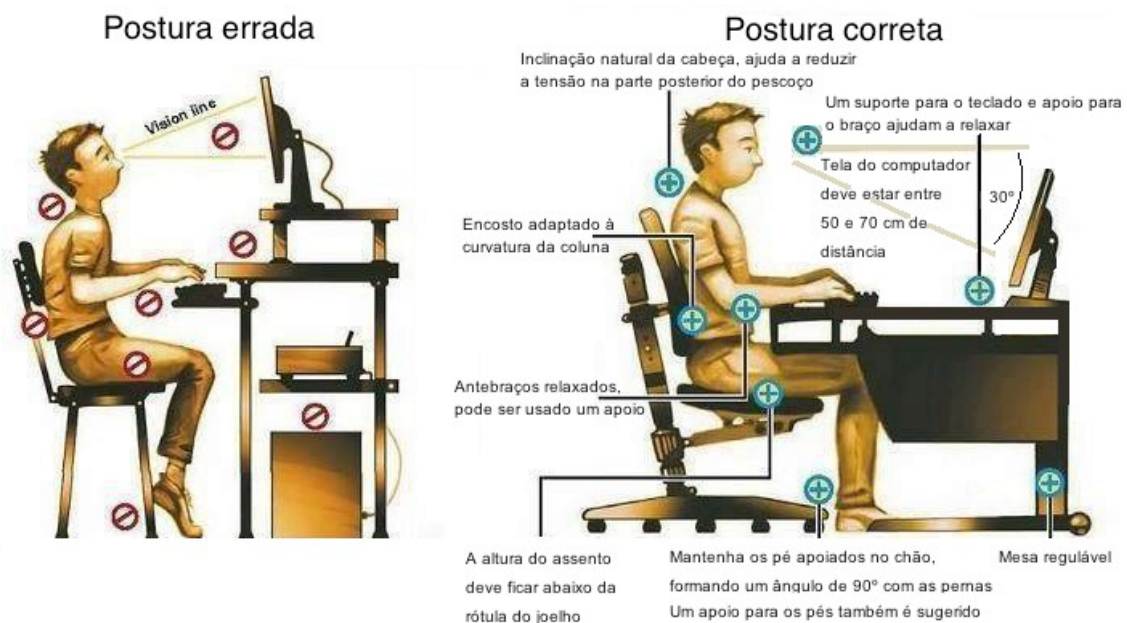 Postura errada
Vision line
Postura correta
Inclinação natural da cabeça, ajuda a reduzir
a tensão na parte posterior do pescoço
Um suporte para o teclado e apoio para
o braço ajudam a relaxar
Tela do computador
deve estar entre
50 e 70 cm de
distância
30º
Encosto adaptado à
curvatura da coluna
Antebraços relaxados,
pode ser usado um apoio
A altura do assento
deve ficar abaixo da
rótula do joelho
Mantenha os pé apoiados no chão,
formando um ângulo de 90º com as pernas
Um apoio para os pés também é sugerido
Mesa regulável